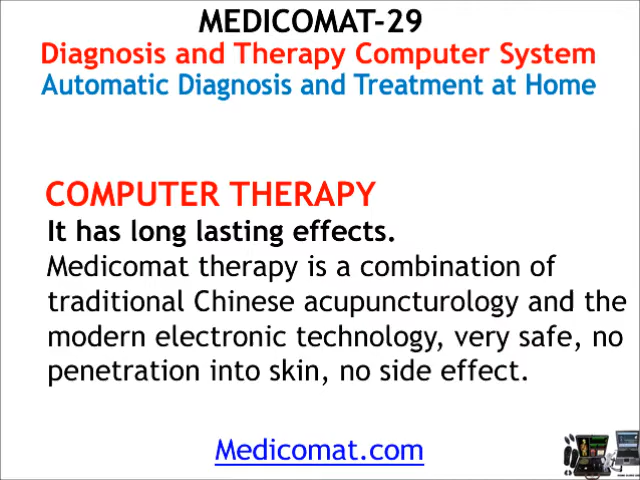 MEDICOMAT-29
Diagnosis and Therapy Computer System
Automatic Diagnosis and Treatment at Home
COMPUTER THERAPY
It has long lasting effects.
Medicomat therapy is a combination of
traditional Chinese acupuncturology and the
modern electronic technology, very safe, no
penetration into skin, no side effect.
Medicomat.com